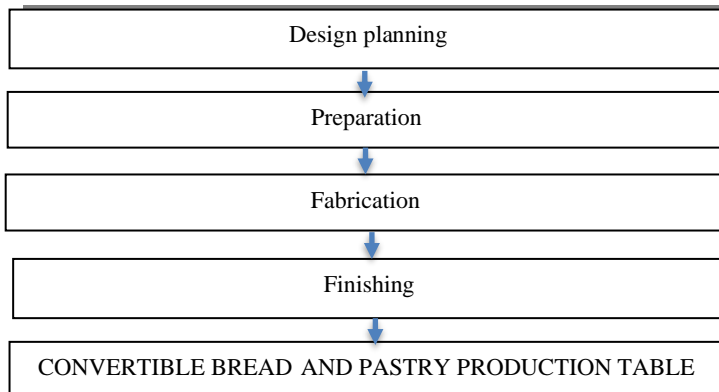 Design planning
Preparation
Fabrication
Finishing
CONVERTIBLE BREAD AND PASTRY PRODUCTION TABLE